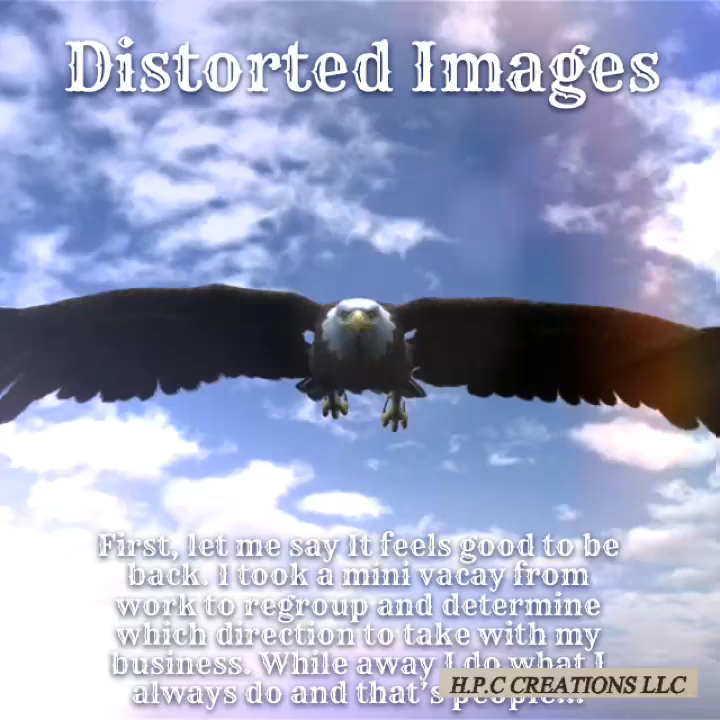 Distorted Images
First, let me say It feels good to be
back. I took a mini vacay from
work to regroup and determine
which direction to take with my
business. While away I do what I
always do and that's people...
H.P.C CREATIONS LLC